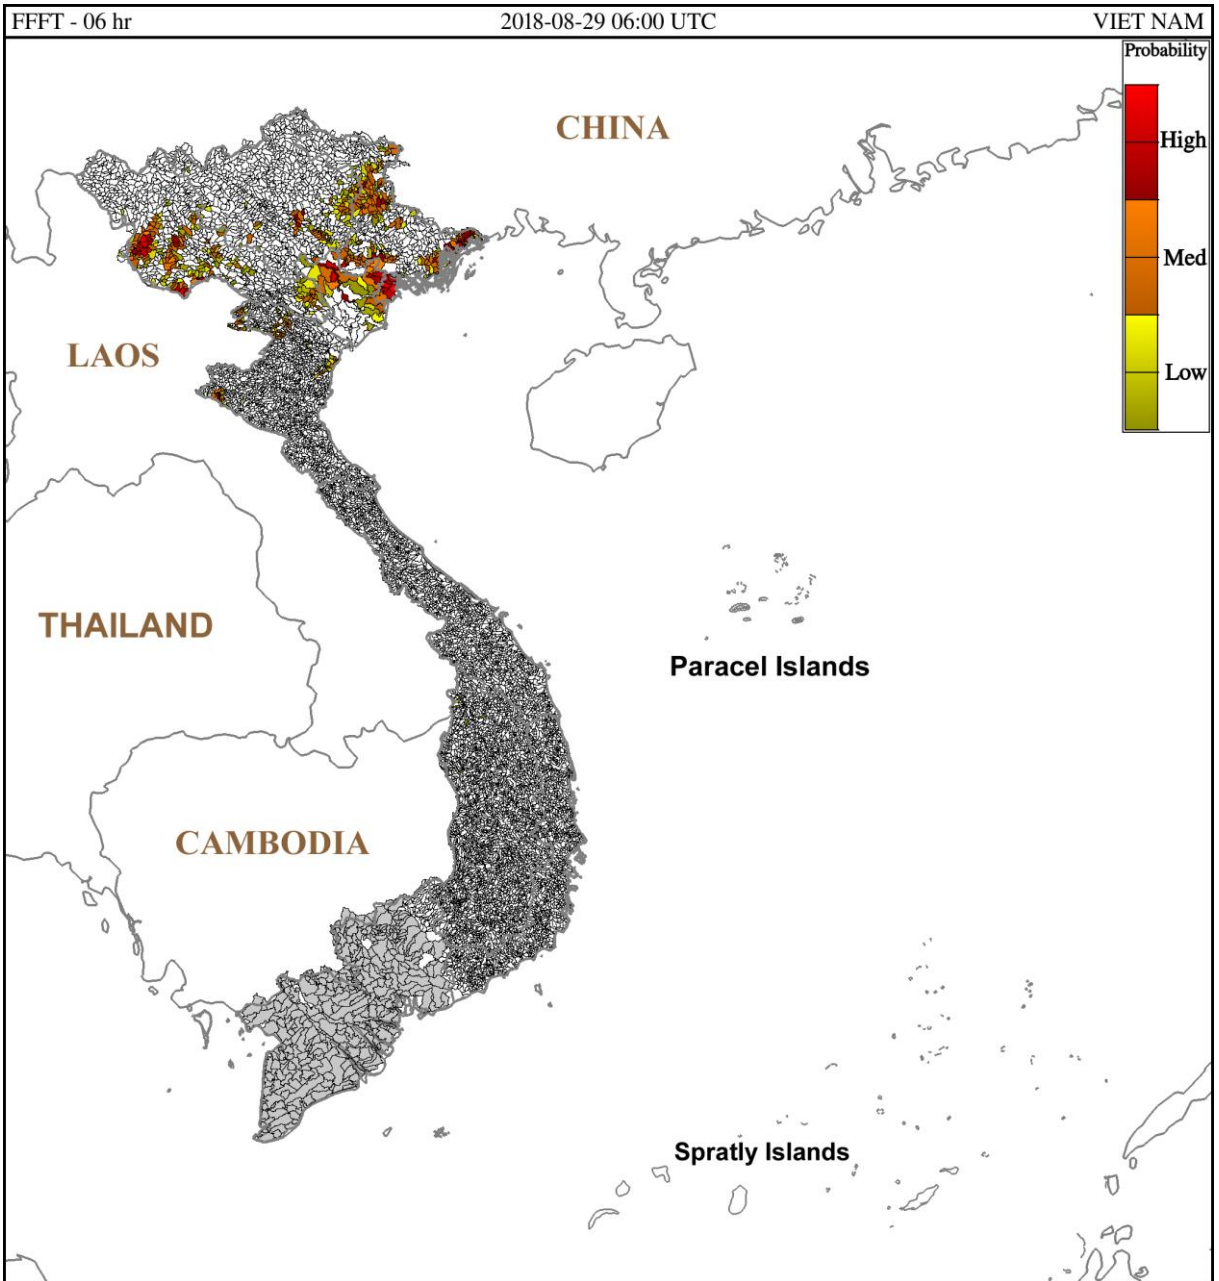 FFFT - 06 hr 2018-08-29 06:00 UTC VIET NAM
Probability
High
Med
Low
CHINA
LAOS
THAILAND
Paracel Islands
CAMBODIA
Spratly Islands